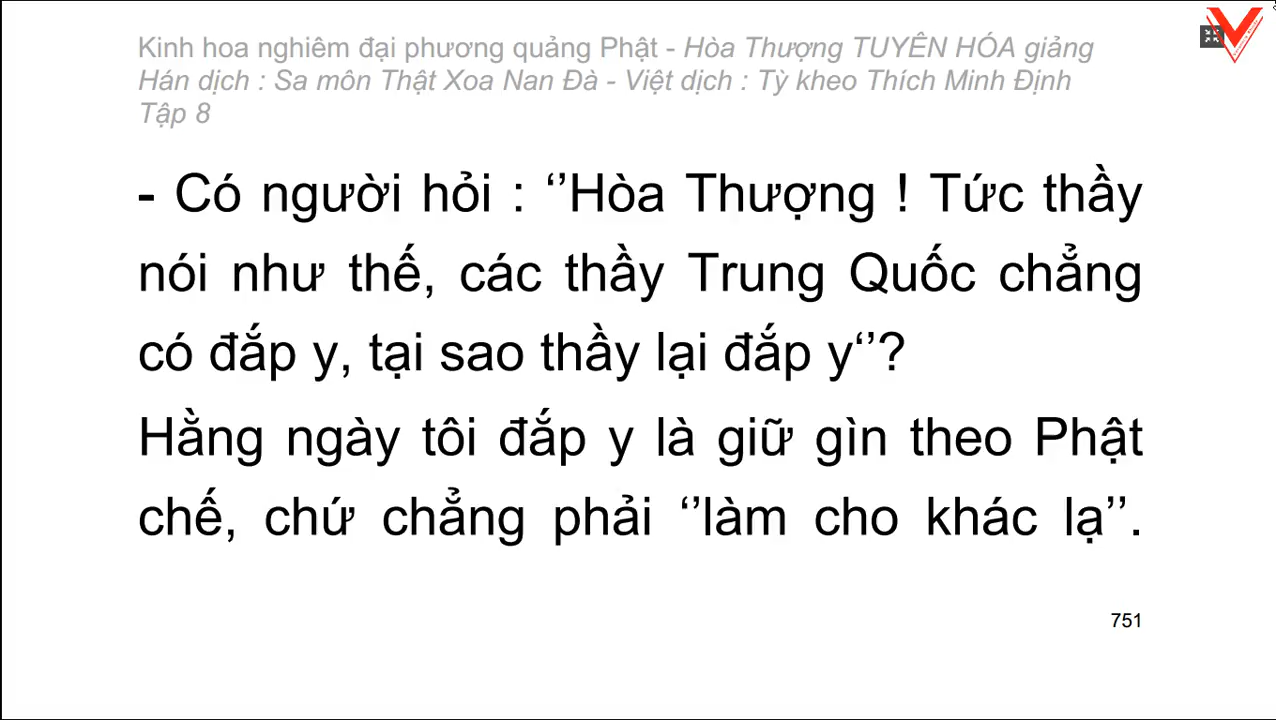 Kinh hoa nghiêm đại phương quảng Phật - Hòa Thượng TUYÊN HÓA giảng
Hán dịch : Sa môn Thật Xoa Nan Đà - Việt dịch : Tỳ kheo Thích Minh Định
Tập 8
- Có người hỏi : ‘’Hòa Thượng ! Tức thầy
nói như thế, các thầy Trung Quốc chẳng
có đắp y, tại sao thầy lại đắp y‘’?
Hằng ngày tôi đắp y là giữ gìn theo Phật
chế, chứ chẳng phải ‘’làm cho khác lạ’’.
751